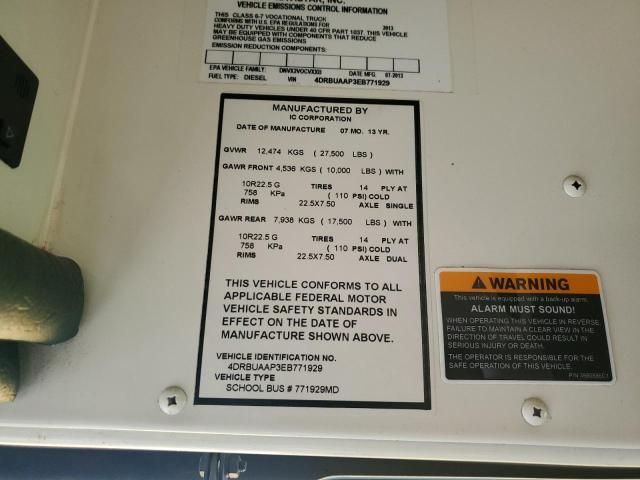 INC.
VEHICLE EMISSIONS CONTROL INFORMATION
THIS CLASS 6-7 VOCATIONAL TRUCK 2013
CONFORMS WITH U.S. EPA REGULATIONS FOR
HEAVY DUTY VEHICLES UNDER 40 CFR PART 1037. THIS VEHICLE
MAY BE EQUIPPED WITH COMPONENTS THAT REDUCE
GREENHOUSE GAS EMISSIONS
EMISSION REDUCTION COMPONENTS:
EPA VEHICLE FAMILY: DATE MFG. 07-2013
FUEL TYPE: DIESEL VIN 4DRBUAAP3EB771929
MANUFACTURED BY
IC CORPORATION
DATE OF MANUFACTURE 07 MO. 13 YR.
GVWR 12,474 KGS ( 27,500 LBS)
GAWR FRONT 4,536 KGS ( 10,000 LBS) WITH
10R22.5 G TIRES 14 PLY AT
758 KPa ( 110 PSI) COLD
RIMS 22.5X7.50 AXLE SINGLE
GAWR REAR 7,938 KGS ( 17,500 LBS) WITH
10R22.5 G TIRES 14 PLY AT
758 KPa ( 110 PSI) COLD
RIMS 22.5X7.50 AXLE DUAL
THIS VEHICLE CONFORMS TO ALL
APPLICABLE FEDERAL MOTOR
VEHICLE SAFETY STANDARDS IN
EFFECT ON THE DATE OF
MANUFACTURE SHOWN ABOVE.
VEHICLE IDENTIFICATION NO.
4DRBUAAP3EB771929
VEHICLE TYPE
SCHOOL BUS # 771929MD
WARNING
This vehicle is equipped with a back-up alarm.
ALARM MUST SOUND!
WHEN OPERATING THIS VEHICLE IN REVERSE
FAILURE TO MAINTAIN A CLEAR VIEW IN THE
DIRECTION OF TRAVEL COULD RESULT IN
SERIOUS INJURY OR DEATH.
THE OPERATOR IS RESPONSIBLE FOR THE
SAFE OPERATION OF THIS VEHICLE.
P/N